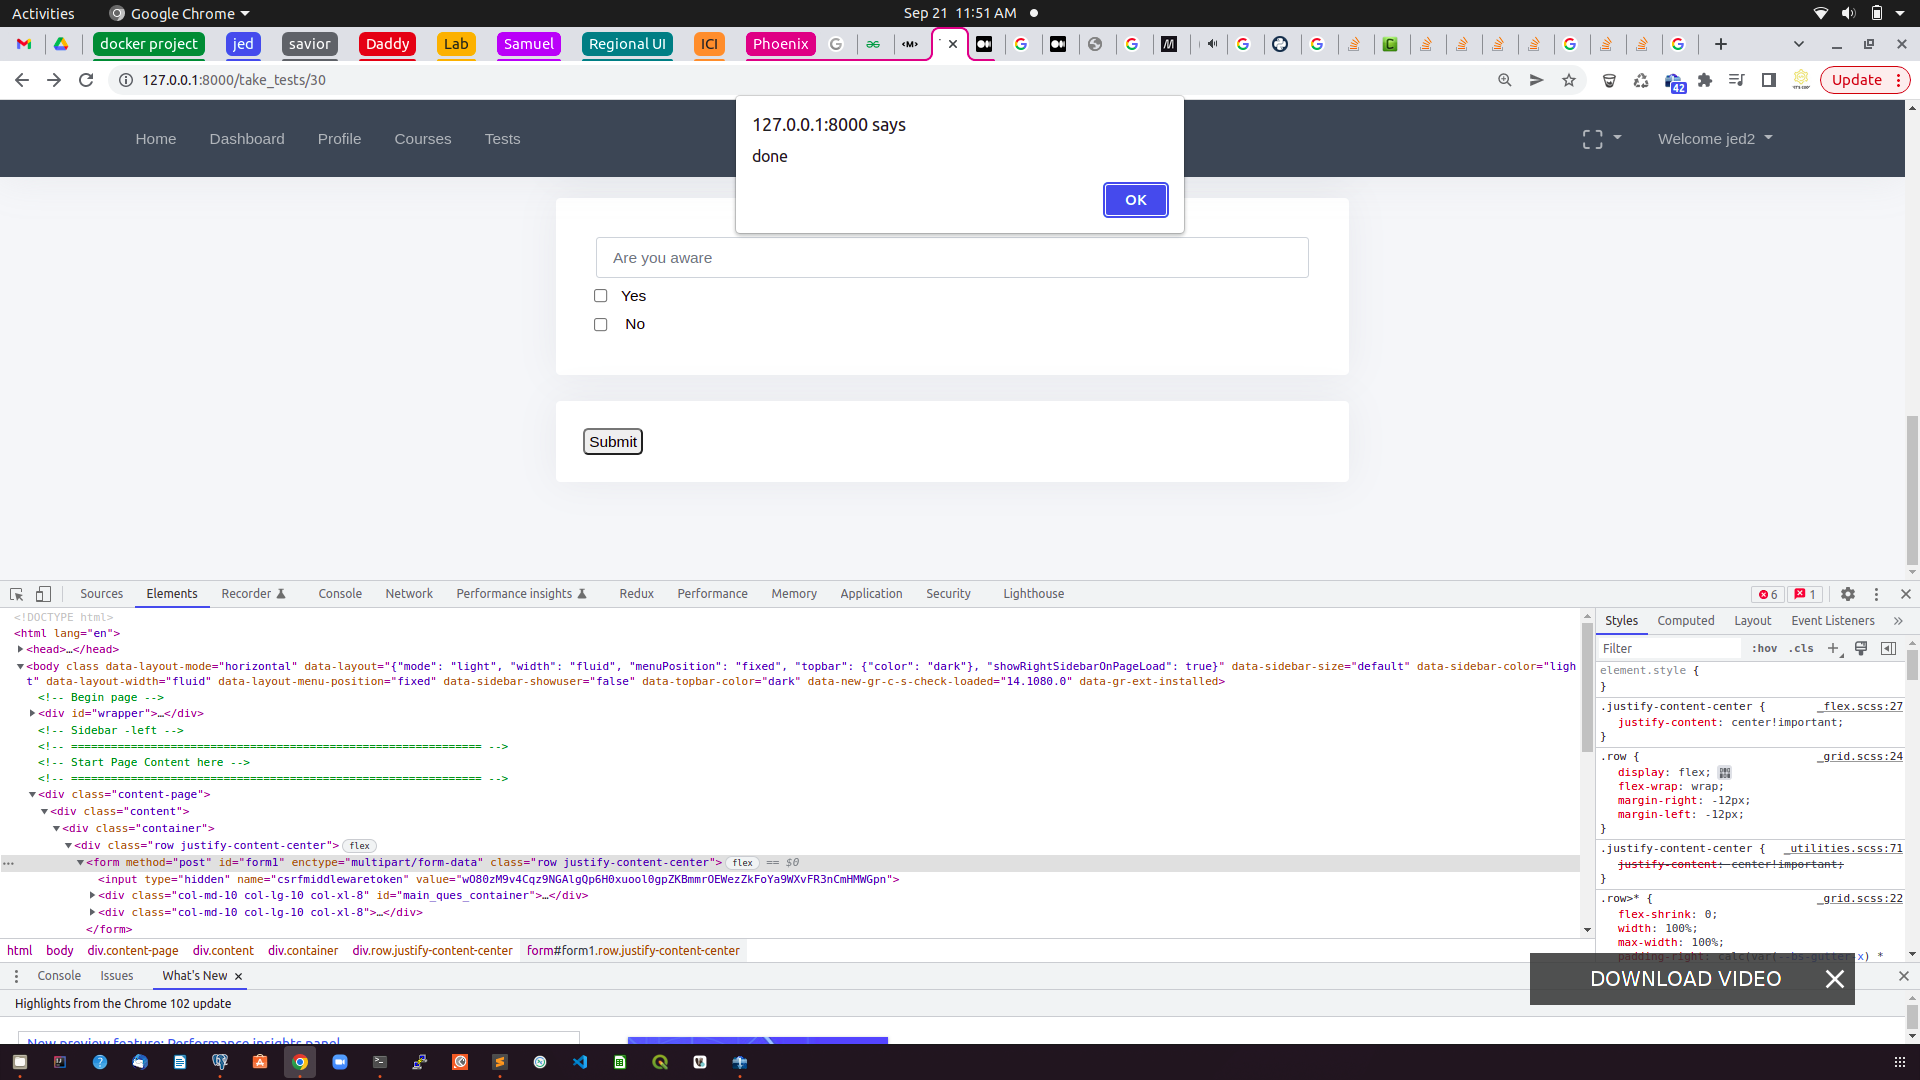 Activities Google Chrome Sep 21 11:51 AM
docker project jed savior Daddy Lab Samuel Regional UI ICI Phoenix
127.0.0.1:8000/take_tests/30 42 Update
Home Dashboard Profile Courses Tests Welcome jed2
127.0.0.1:8000 says
done
OK
Are you aware
Yes
No
Submit
Sources Elements Recorder Console Network Performance insights Redux Performance Memory Application Security Lighthouse 6 1
<!DOCTYPE html>
<html lang="en">
<head>…</head>
<body class data-layout-mode="horizontal" data-layout="{"mode": "light", "width": "fluid", "menuPosition": "fixed", "topbar": {"color": "dark"}, "showRightSidebarOnPageLoad": true}" data-sidebar-size="default" data-sidebar-color="ligh
t" data-layout-width="fluid" data-layout-menu-position="fixed" data-sidebar-showuser="false" data-topbar-color="dark" data-new-gr-c-s-check-loaded="14.1080.0" data-gr-ext-installed>
<!-- Begin page -->
<div id="wrapper">…</div>
<!-- Sidebar -left -->
<!-- ============================================================== -->
<!-- Start Page Content here -->
<!-- ============================================================== -->
<div class="content-page">
<div class="content">
<div class="container">
<div class="row justify-content-center"> flex
<form method="post" id="form1" enctype="multipart/form-data" class="row justify-content-center"> flex == $0
<input type="hidden" name="csrfmiddlewaretoken" value="wO80zM9v4Cqz9NGAlgQp6H0xuool0gpZKBmmrOEWezZkFoYa9WXvFR3nCmHMWGpn">
<div class="col-md-10 col-lg-10 col-xl-8" id="main_ques_container">…</div>
<div class="col-md-10 col-lg-10 col-xl-8">…</div>
</form>
html body div.content-page div.content div.container div.row.justify-content-center form#form1.row.justify-content-center
Styles Computed Layout Event Listeners
Filter :hov .cls
element.style {
}
.justify-content-center { _flex.scss:27
justify-content: center!important;
}
.row { _grid.scss:24
display: flex;
flex-wrap: wrap;
margin-right: -12px;
margin-left: -12px;
}
.justify-content-center { _utilities.scss:71
justify-content: center!important;
}
.row>* { _grid.scss:22
flex-shrink: 0;
width: 100%;
max-width: 100%;
padding-right: calc(var(--bs-gutter-x) *
DOWNLOAD VIDEO
Console Issues What's New
Highlights from the Chrome 102 update
New preview feature: Performance insights panel